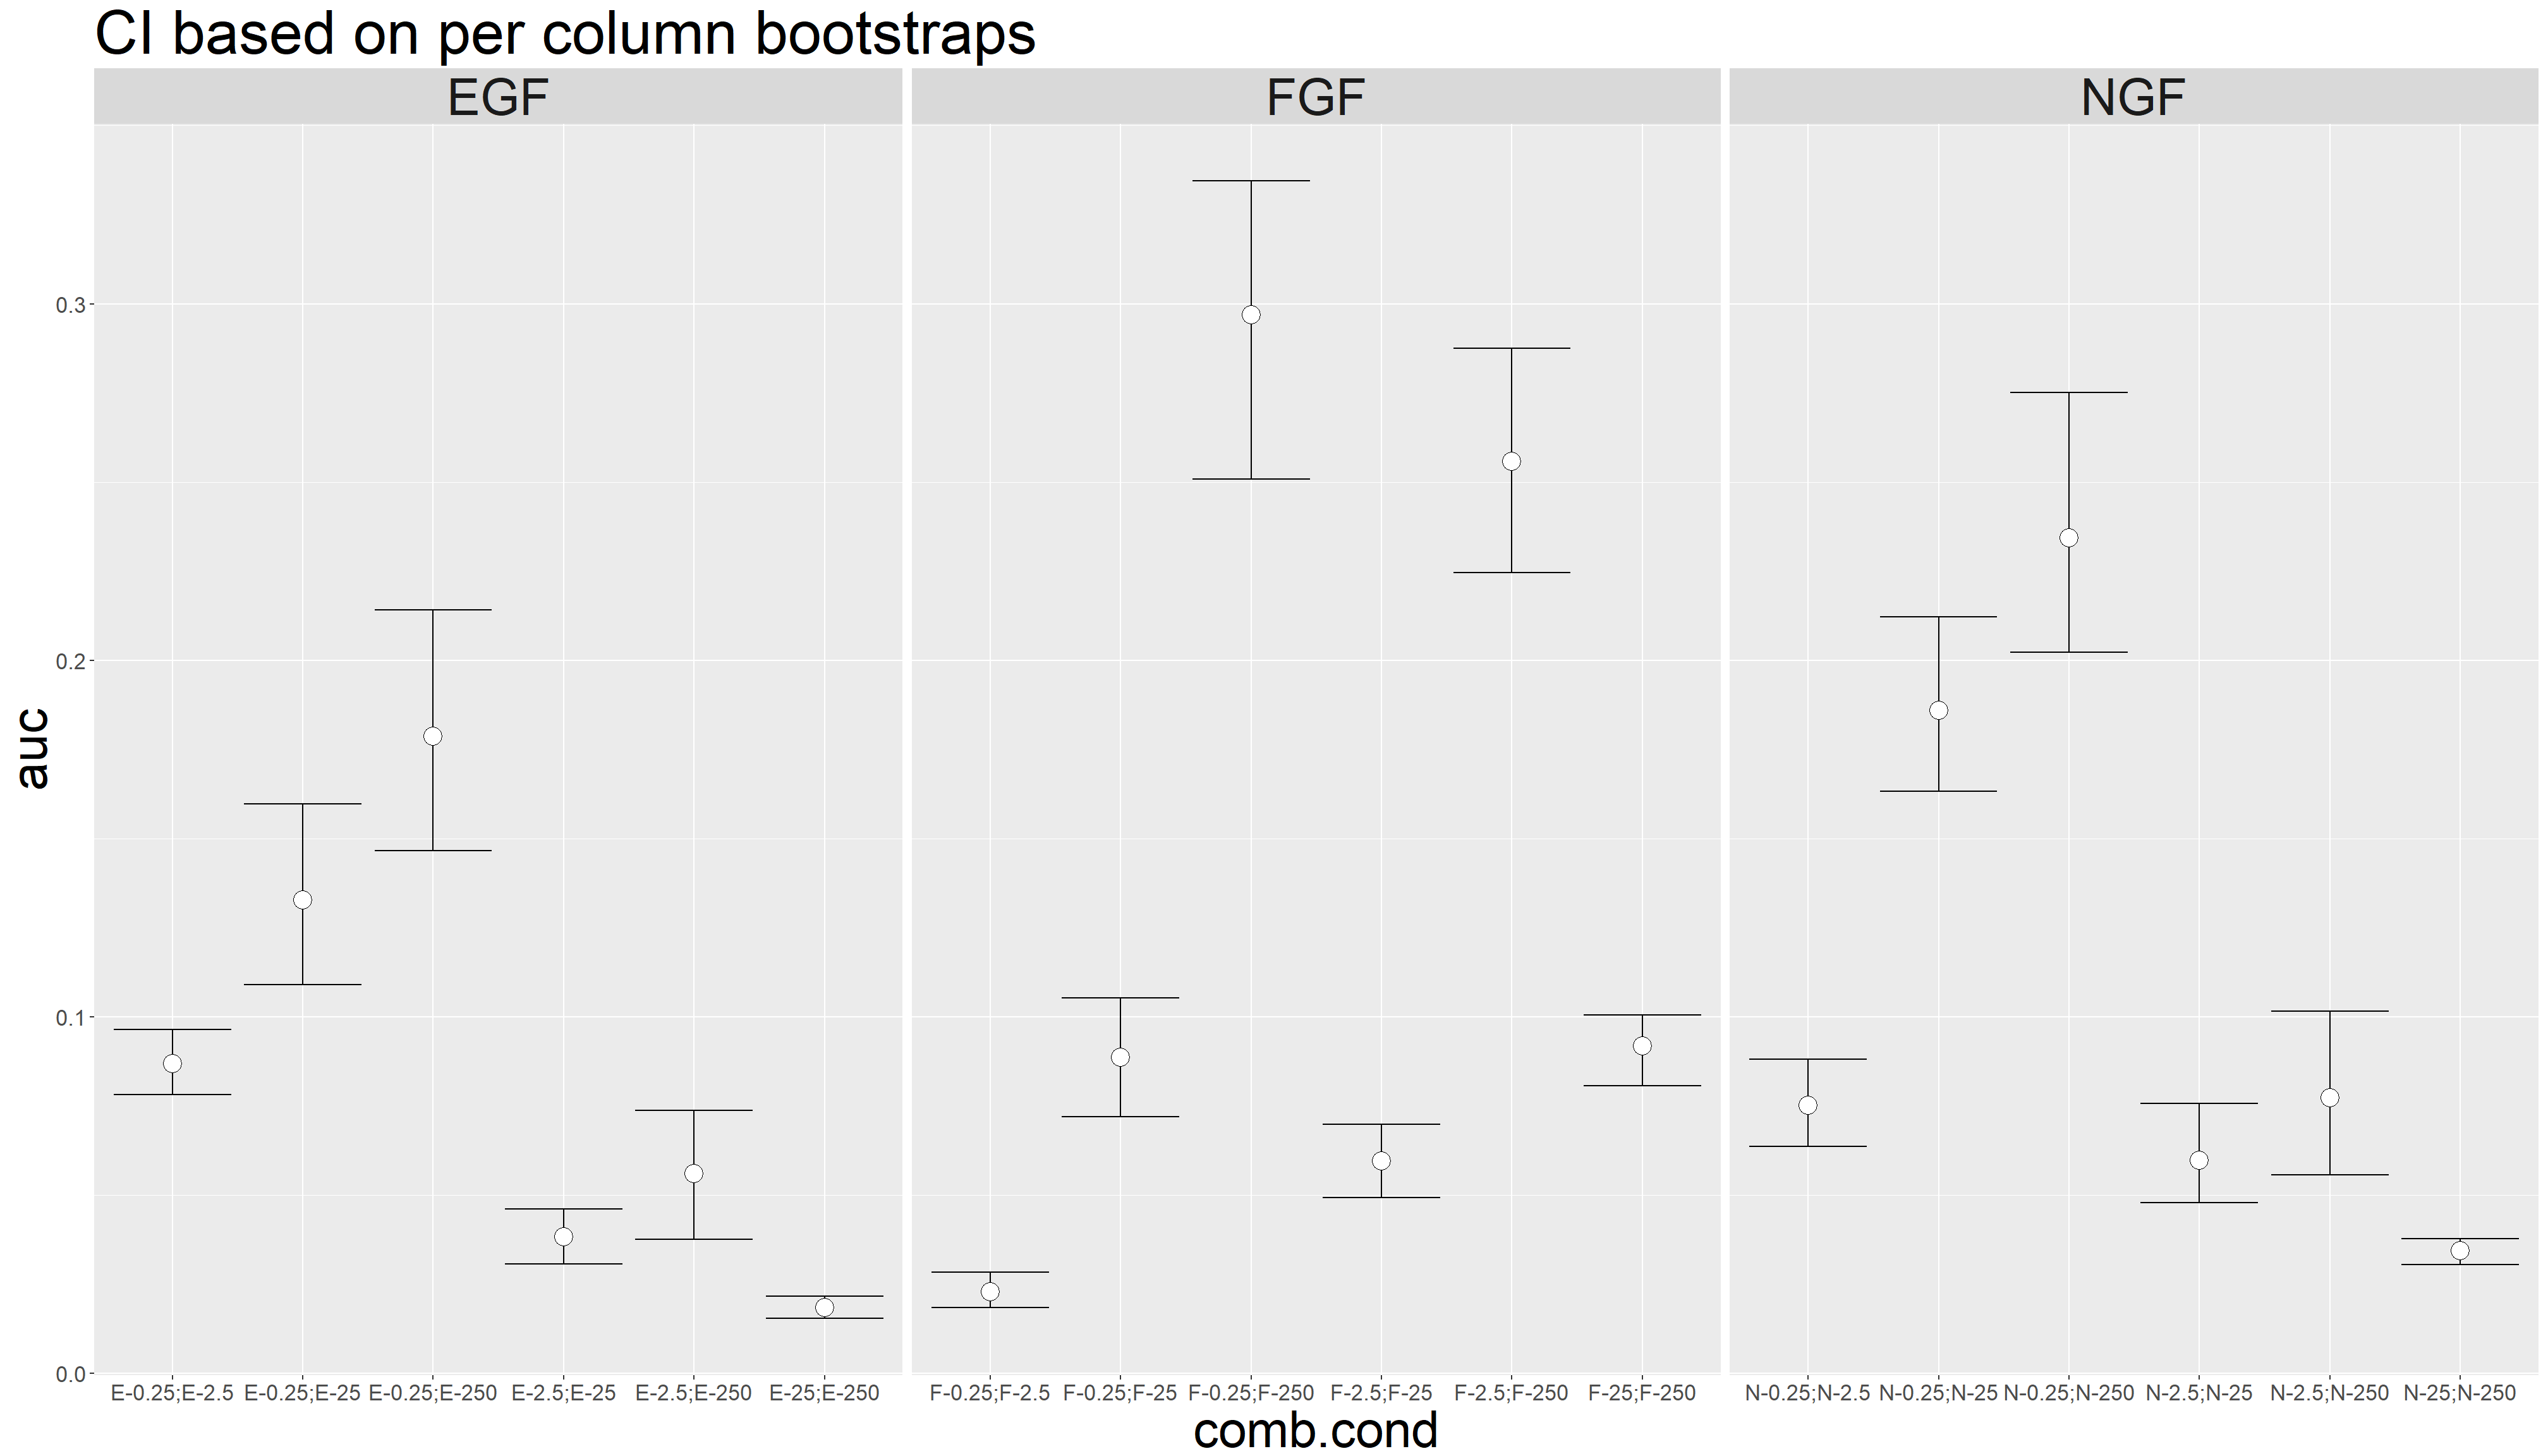 CI based on per column bootstraps
EGF FGF NGF
0.3
0.2
0.1
0.0
auc
E-0.25;E-2.5 E-0.25;E-25 E-0.25;E-250 E-2.5;E-25 E-2.5;E-250 E-25;E-250 F-0.25;F-2.5 F-0.25;F-25 F-0.25;F-250 F-2.5;F-25 F-2.5;F-250 F-25;F-250 N-0.25;N-2.5 N-0.25;N-25 N-0.25;N-250 N-2.5;N-25 N-2.5;N-250 N-25;N-250
comb.cond